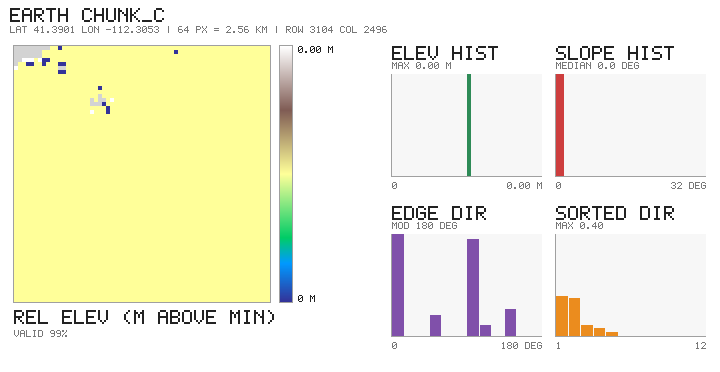 EARTH CHUNK_C
LAT 41.3901 LON -112.3053 | 64 PX = 2.56 KM | ROW 3104 COL 2496
0.00 M
0 M
REL ELEV (M ABOVE MIN)
VALID 99%
ELEV HIST
MAX 0.00 M
0
0.00 M
SLOPE HIST
MEDIAN 0.0 DEG
0
32 DEG
EDGE DIR
MOD 180 DEG
0
180 DEG
SORTED DIR
MAX 0.40
1
12